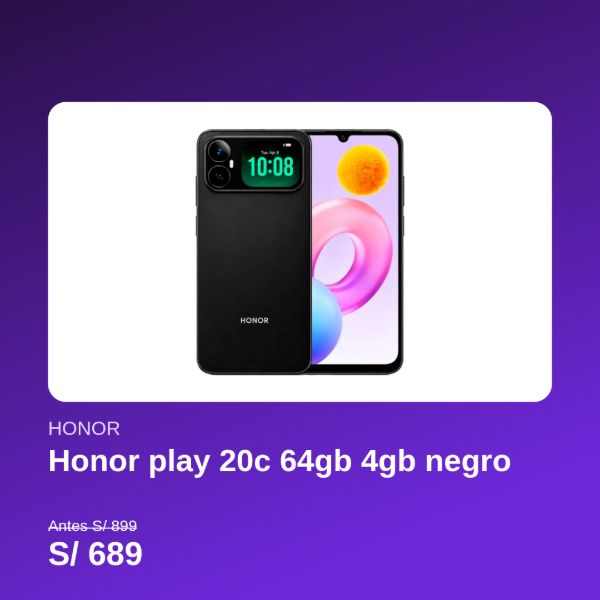 Tue, Apr 8
10:08
HONOR
HONOR
Honor play 20c 64gb 4gb negro
Antes S/ 899
S/ 689